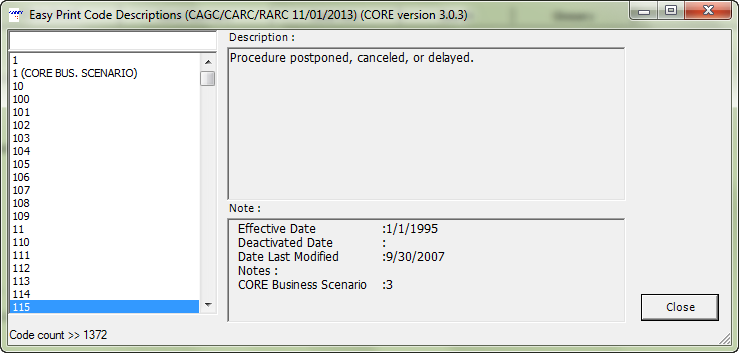 Easy Print Code Descriptions (CAGC/CARC/RARC 11/01/2013) (CORE version 3.0.3)
1
1 (CORE BUS. SCENARIO)
10
100
101
102
103
104
105
106
107
108
109
11
110
111
112
113
114
115
Code count >> 1372
Description :
Procedure postponed, canceled, or delayed.
Note :
Effective Date :1/1/1995
Deactivated Date :
Date Last Modified :9/30/2007
Notes :
CORE Business Scenario :3
Close